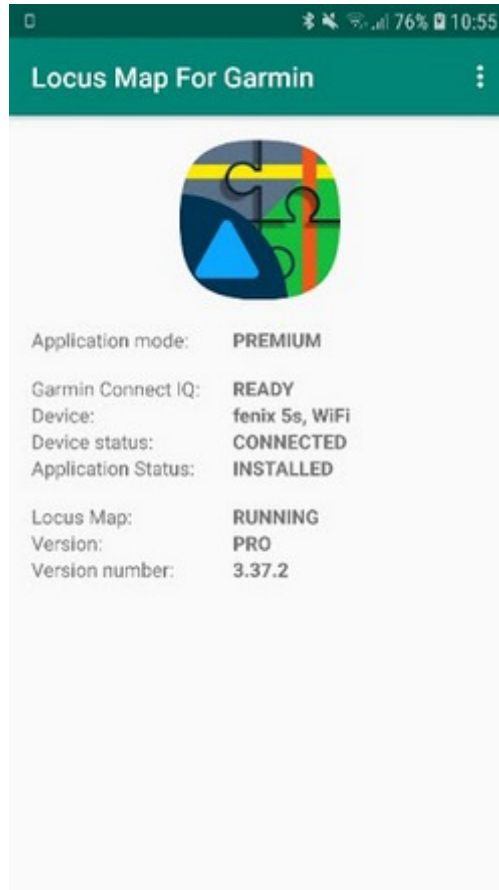 76% 10:55
Locus Map For Garmin
Application mode: PREMIUM
Garmin Connect IQ: READY
Device: fenix 5s, WiFi
Device status: CONNECTED
Application Status: INSTALLED
Locus Map: RUNNING
Version: PRO
Version number: 3.37.2